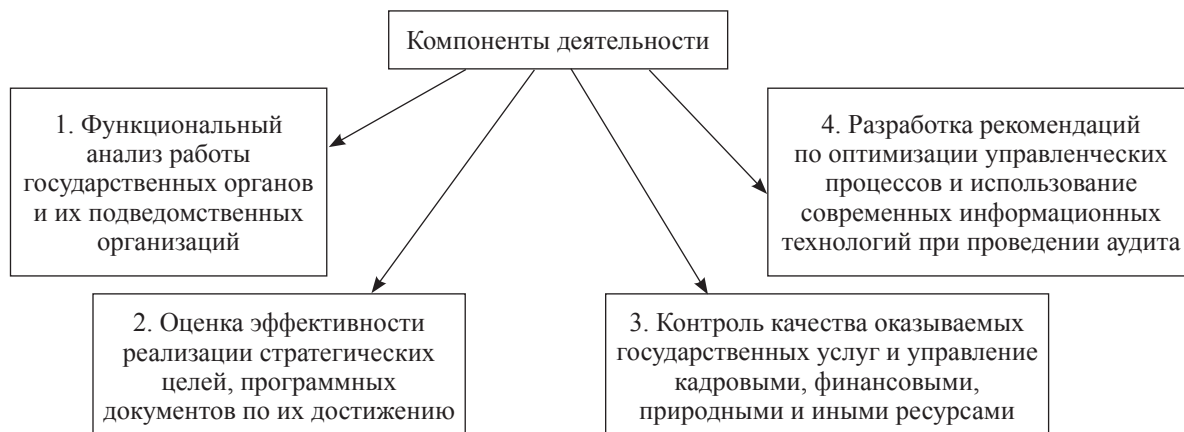 Компоненты деятельности
1. Функциональный
анализ работы
государственных органов
и их подведомственных
организаций
2. Оценка эффективности
реализации стратегических
целей, программных
документов по их достижению
3. Контроль качества оказываемых
государственных услуг и управление
кадровыми, финансовыми,
природными и иными ресурсами
4. Разработка рекомендаций
по оптимизации управленческих
процессов и использование
современных информационных
технологий при проведении аудита